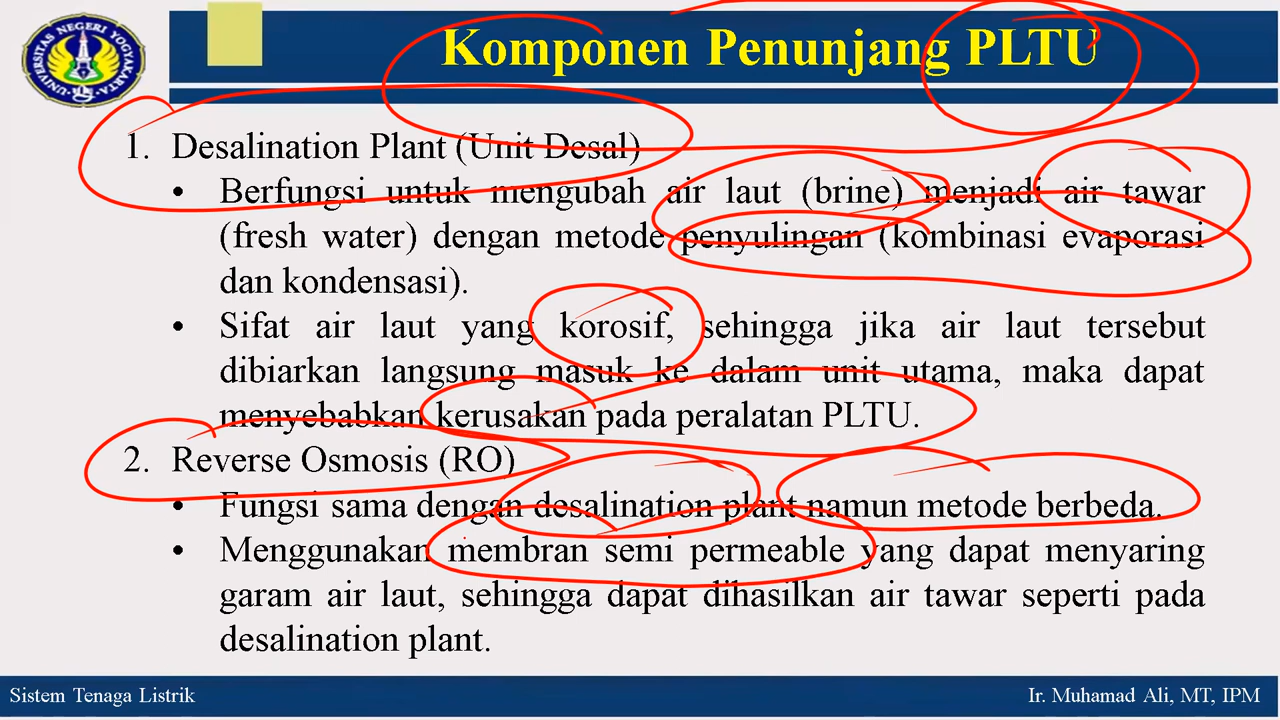 UNIVERSITAS NEGERI YOGYAKARTA
Komponen Penunjang PLTU
1. Desalination Plant (Unit Desal)
• Berfungsi untuk mengubah air laut (brine) menjadi air tawar
(fresh water) dengan metode penyulingan (kombinasi evaporasi
dan kondensasi).
• Sifat air laut yang korosif, sehingga jika air laut tersebut
dibiarkan langsung masuk ke dalam unit utama, maka dapat
menyebabkan kerusakan pada peralatan PLTU.
2. Reverse Osmosis (RO)
• Fungsi sama dengan desalination plant namun metode berbeda.
• Menggunakan membran semi permeable yang dapat menyaring
garam air laut, sehingga dapat dihasilkan air tawar seperti pada
desalination plant.
Sistem Tenaga Listrik
Ir. Muhamad Ali, MT, IPM